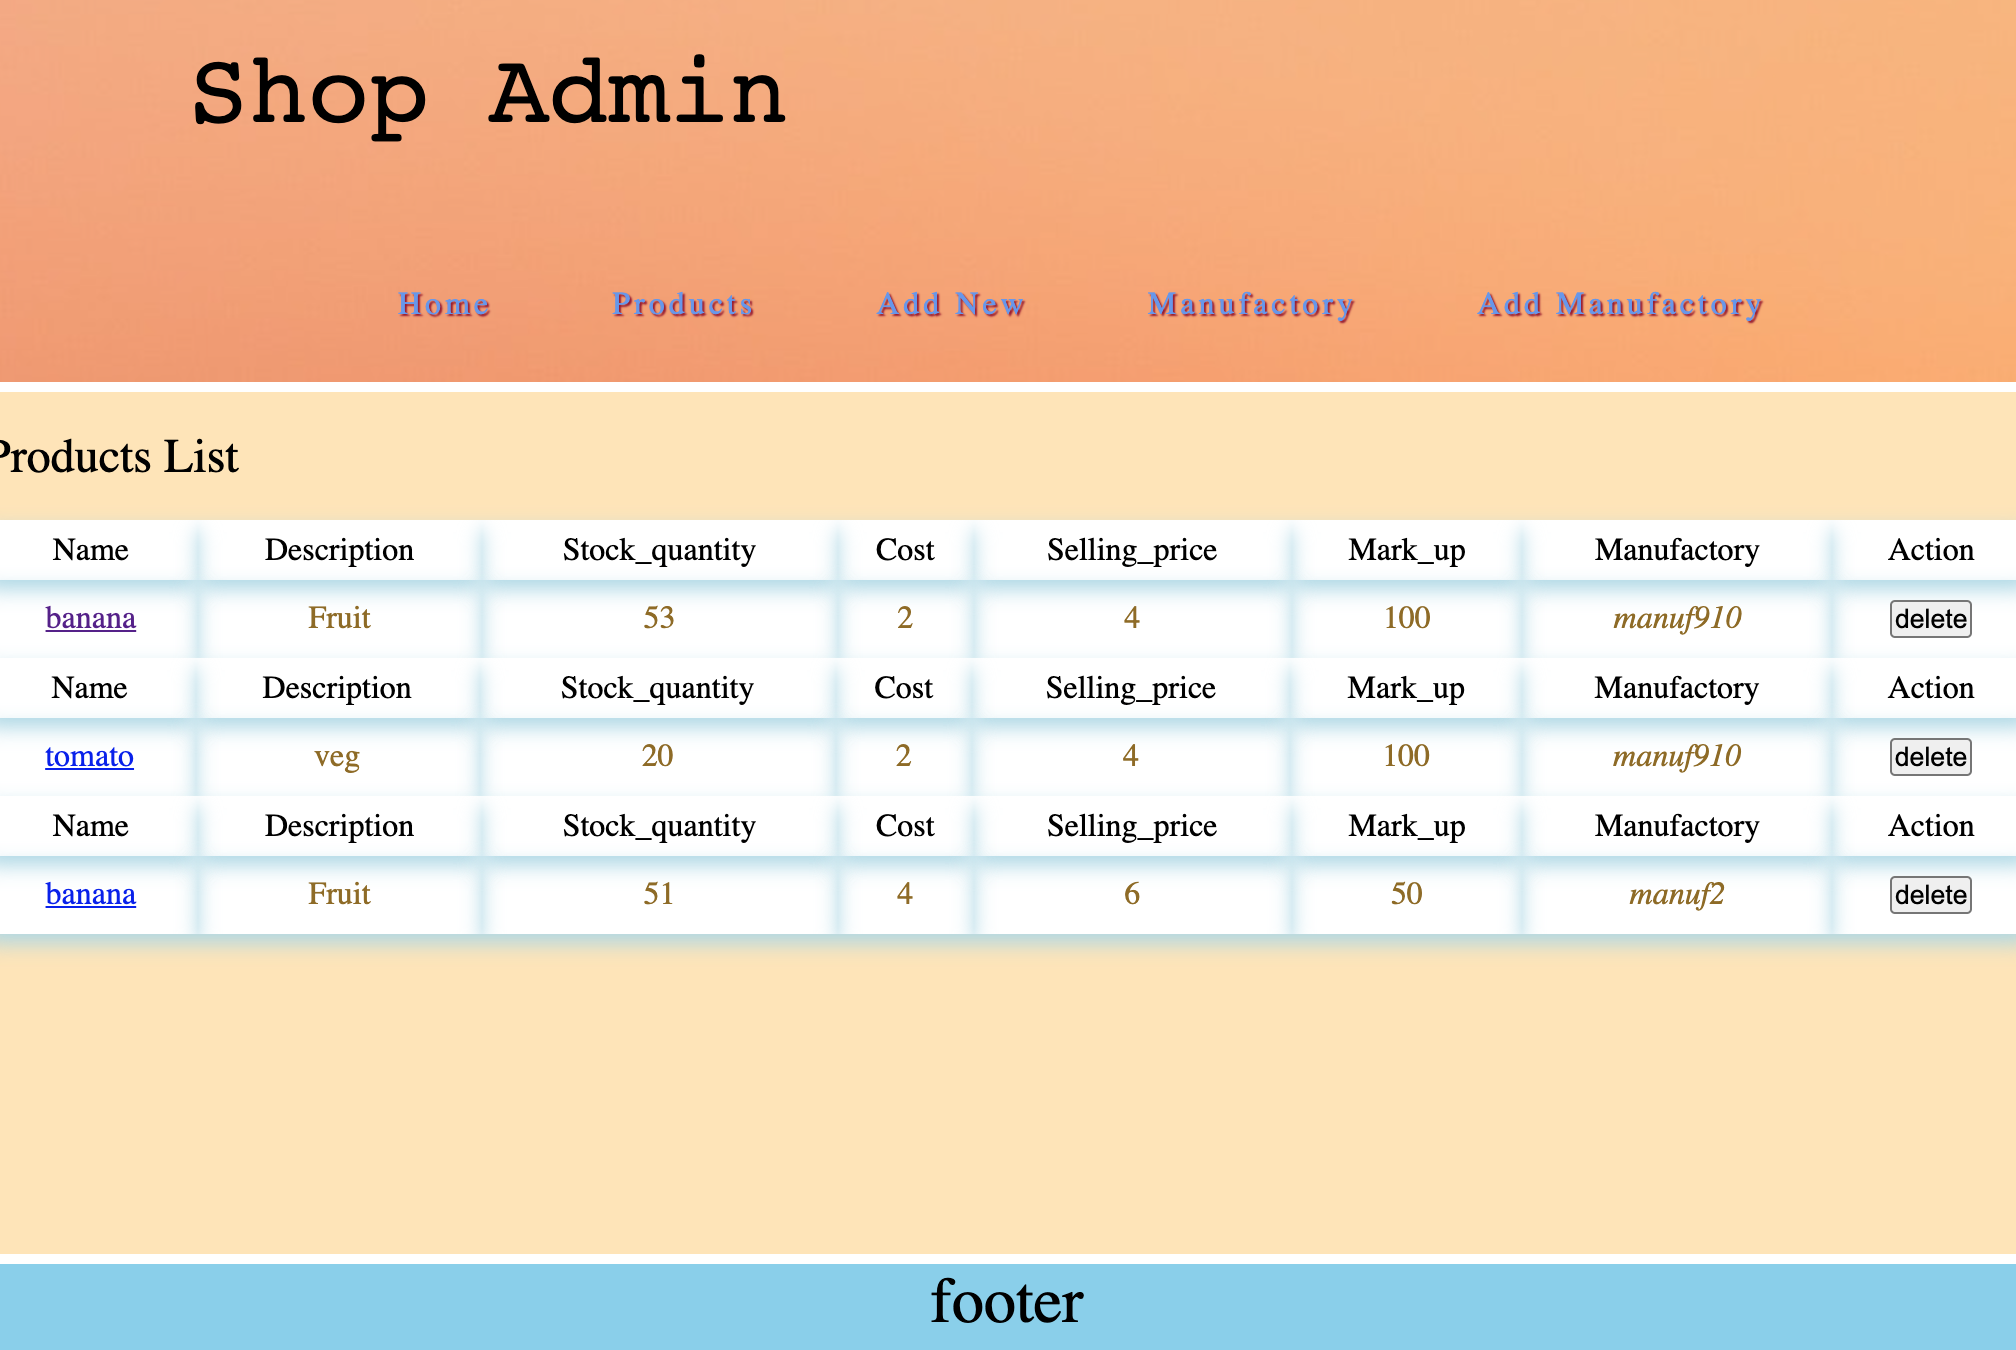 Shop Admin
Home Products Add New Manufactory Add Manufactory
Products List
Name Description Stock_quantity Cost Selling_price Mark_up Manufactory Action
banana Fruit 53 2 4 100 manuf910 delete
Name Description Stock_quantity Cost Selling_price Mark_up Manufactory Action
tomato veg 20 2 4 100 manuf910 delete
Name Description Stock_quantity Cost Selling_price Mark_up Manufactory Action
banana Fruit 51 4 6 50 manuf2 delete
footer